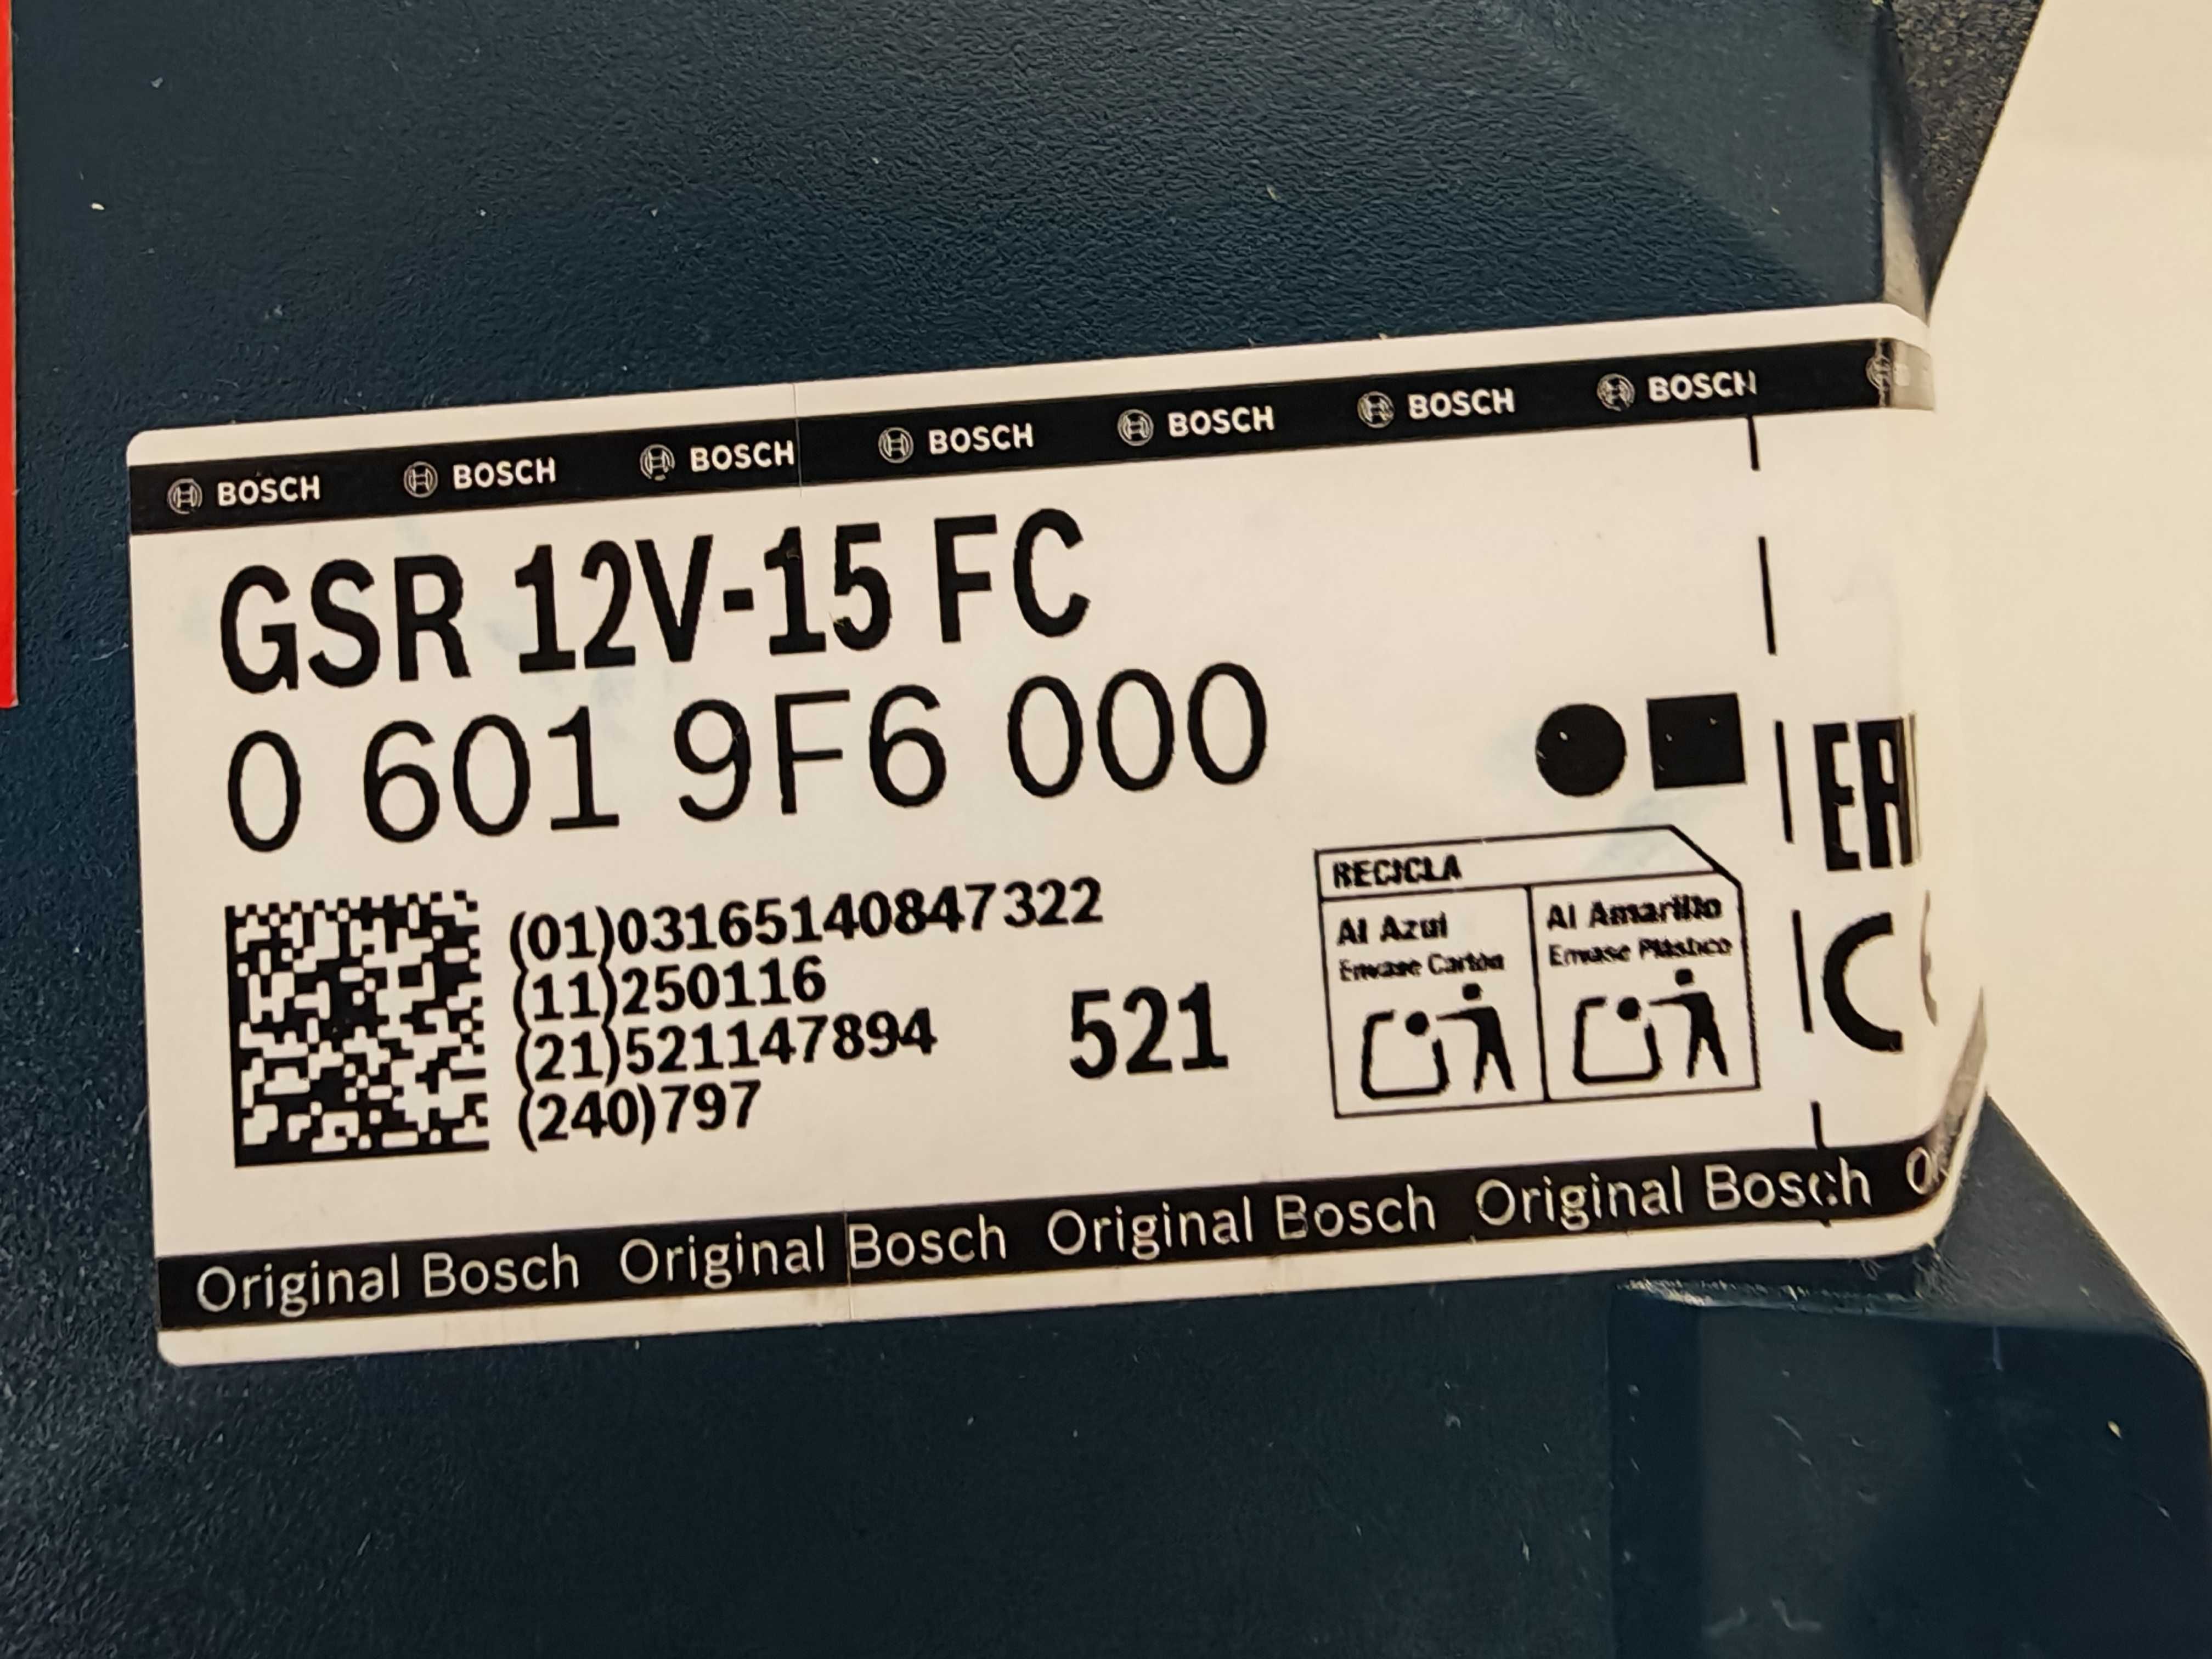 BOSCH BOSCH BOSCH BOSCH BOSCH BOSCH BOSCH
GSR 12V-15 FC
0 601 9F6 000
(01)03165140847322
(11)250116
(21)521147894
(240)797
521
RECICLA
Al Azul
Envase Cartón
Al Amarillo
Envase Plástico
EAC
CE
Original Bosch Original Bosch Original Bosch Original Bosch